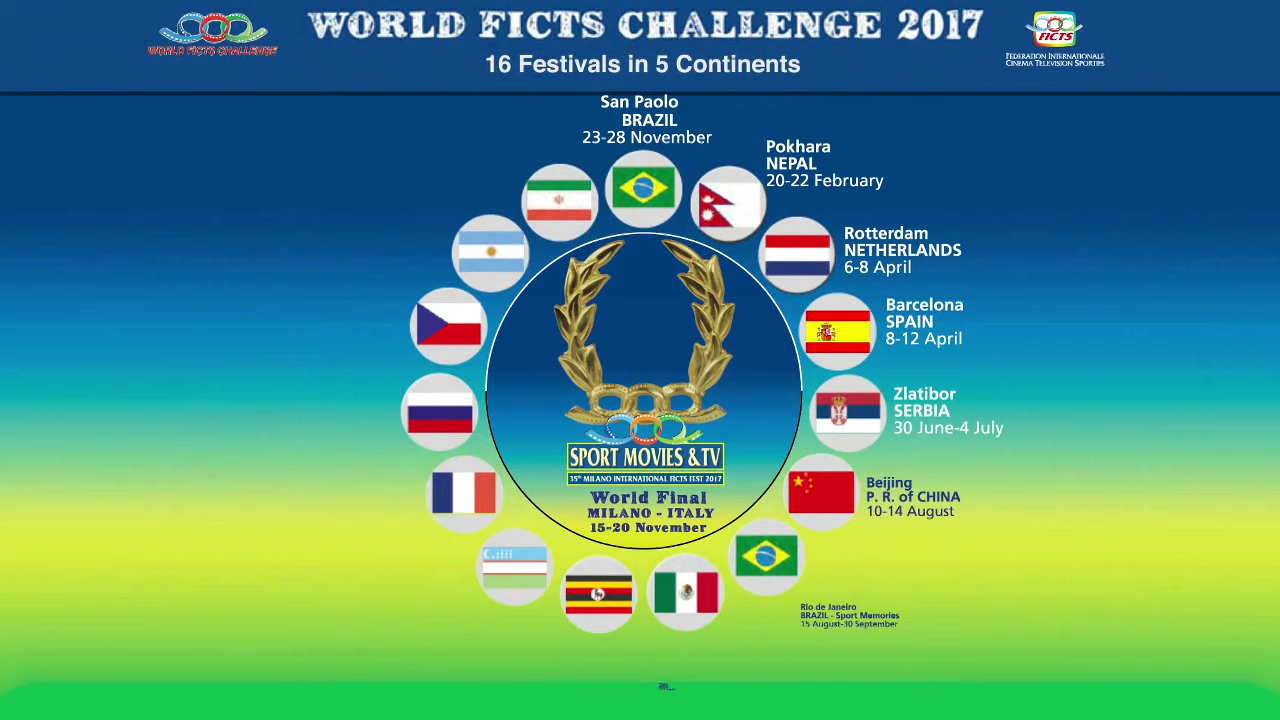 WORLD FICTS CHALLENGE 2017
16 Festivals in 5 Continents
WORLD FICTS CHALLENGE
FICTS
FEDERATION INTERNATIONALE
CINEMA TELEVISION SPORTIFS
San Paolo
BRAZIL
23-28 November
Pokhara
NEPAL
20-22 February
Rotterdam
NETHERLANDS
6-8 April
Barcelona
SPAIN
8-12 April
Zlatibor
SERBIA
30 June-4 July
Beijing
P. R. of CHINA
10-14 August
Rio de Janeiro
BRAZIL - Sport Memories
15 August-30 September
SPORT MOVIES & TV
35th MILANO INTERNATIONAL FICTS FEST 2017
World Final
MILANO - ITALY
15-20 November